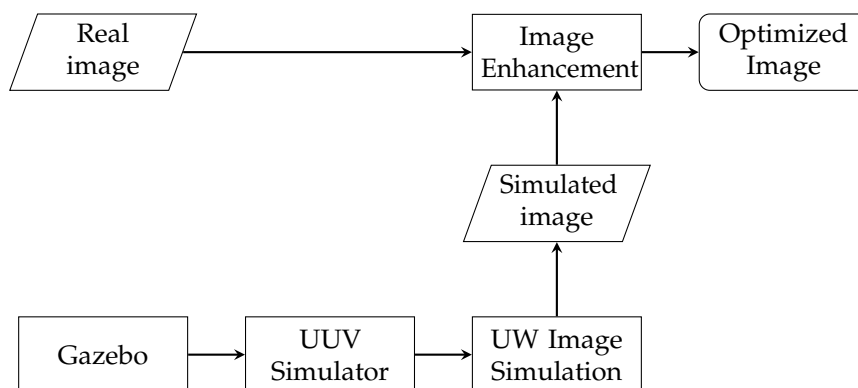 Real
image
Image
Enhancement
Optimized
Image
Simulated
image
Gazebo
UUV
Simulator
UW Image
Simulation